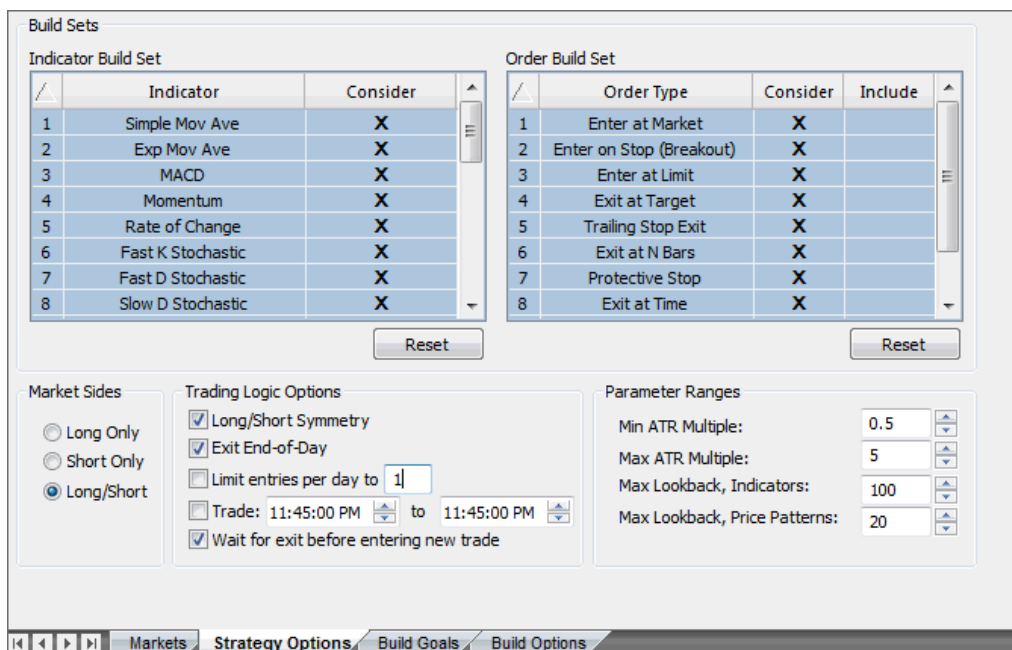 Build Sets
Indicator Build Set
Indicator Consider
1 Simple Mov Ave X
2 Exp Mov Ave X
3 MACD X
4 Momentum X
5 Rate of Change X
6 Fast K Stochastic X
7 Fast D Stochastic X
8 Slow D Stochastic X
Reset
Order Build Set
Order Type Consider Include
1 Enter at Market X
2 Enter on Stop (Breakout) X
3 Enter at Limit X
4 Exit at Target X
5 Trailing Stop Exit X
6 Exit at N Bars X
7 Protective Stop X
8 Exit at Time X
Reset
Market Sides
Long Only
Short Only
Long/Short
Trading Logic Options
Long/Short Symmetry
Exit End-of-Day
Limit entries per day to 1
Trade: 11:45:00 PM to 11:45:00 PM
Wait for exit before entering new trade
Parameter Ranges
Min ATR Multiple: 0.5
Max ATR Multiple: 5
Max Lookback, Indicators: 100
Max Lookback, Price Patterns: 20
Markets Strategy Options Build Goals Build Options